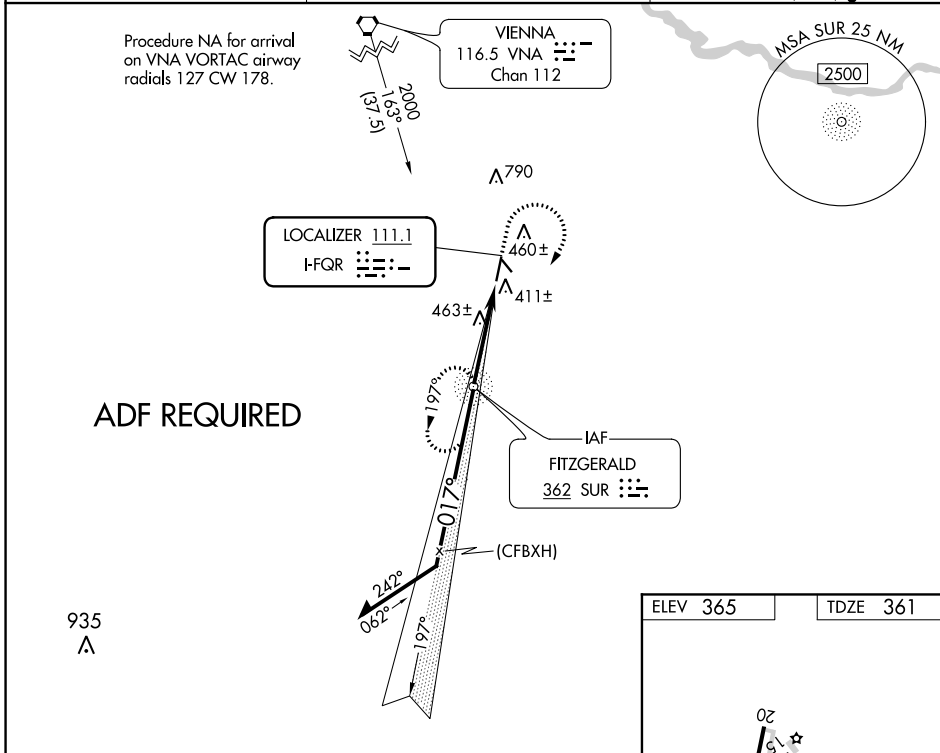 Procedure NA for arrival
on VNA VORTAC airway
radials 127 CW 178.
VIENNA
116.5 VNA
Chan 112
MSA SUR 25 NM
2500
2000
163°
(37.5)
790
LOCALIZER 111.1
I-FQR
460±
411±
463±
197°
ADF REQUIRED
IAF
FITZGERALD
362 SUR
017°
x
(CFBXH)
242°
062°
197°
935
ELEV 365
TDZE 361
20